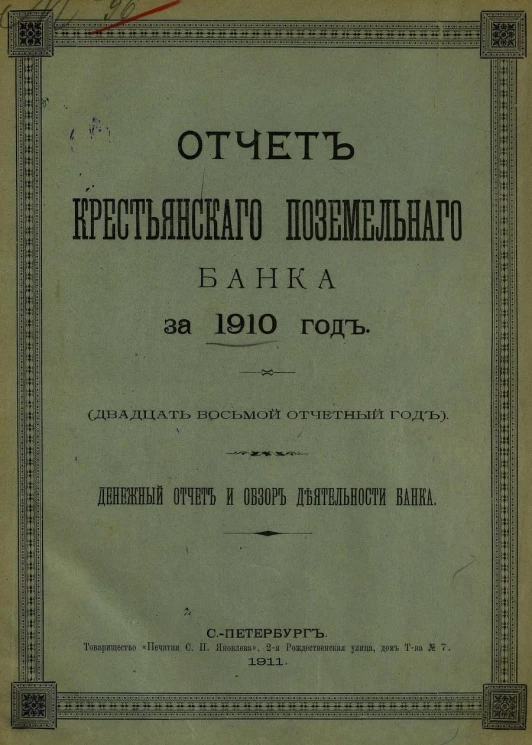 ОТЧЕТЪ
КРЕСТЬЯНСКАГО ПОЗЕМЕЛЬНАГО
БАНКА
за 1910 годъ.
(ДВАДЦАТЬ ВОСЬМОЙ ОТЧЕТНЫЙ ГОДЪ).
ДЕНЕЖНЫЙ ОТЧЕТЪ И ОБЗОРЪ ДѢЯТЕЛЬНОСТИ БАНКА.
С.-ПЕТЕРБУРГЪ.
Товарищество «Печатня С. П. Яковлева», 2-я Рождественская улица, домъ Т-ва № 7.
1911.